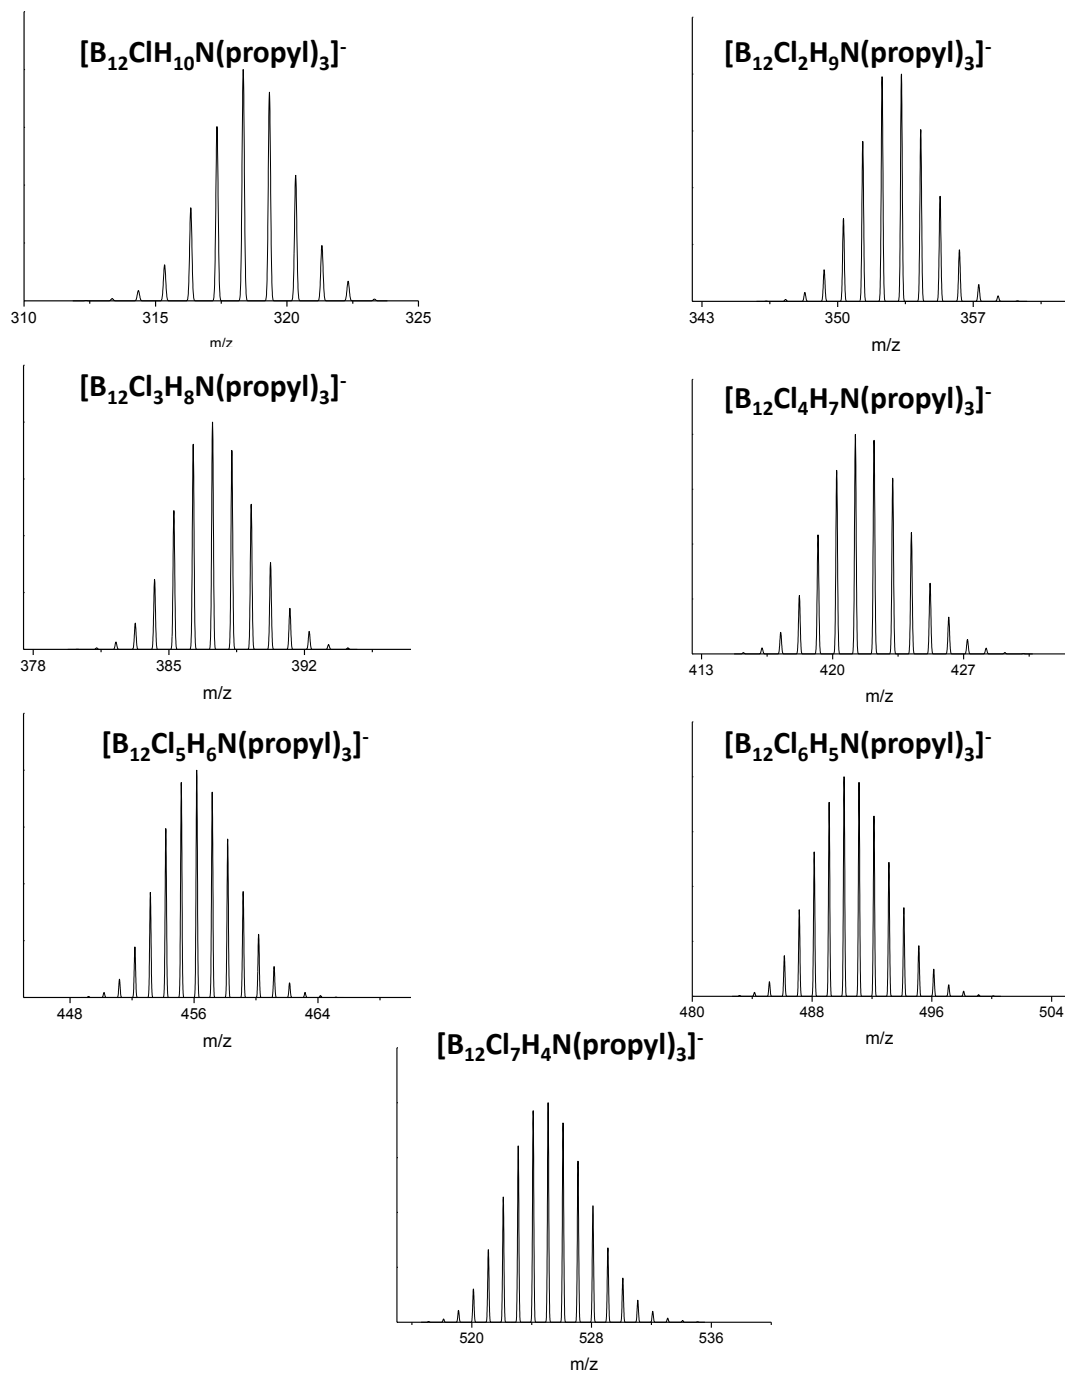 [B₁₂ClH₁₀N(propyl)₃]⁻
310 315 320 325
m/z
[B₁₂Cl₂H₉N(propyl)₃]⁻
343 350 357
m/z
[B₁₂Cl₃H₈N(propyl)₃]⁻
378 385 392
m/z
[B₁₂Cl₄H₇N(propyl)₃]⁻
413 420 427
m/z
[B₁₂Cl₅H₆N(propyl)₃]⁻
448 456 464
m/z
[B₁₂Cl₆H₅N(propyl)₃]⁻
480 488 496 504
m/z
[B₁₂Cl₇H₄N(propyl)₃]⁻
520 528 536
m/z